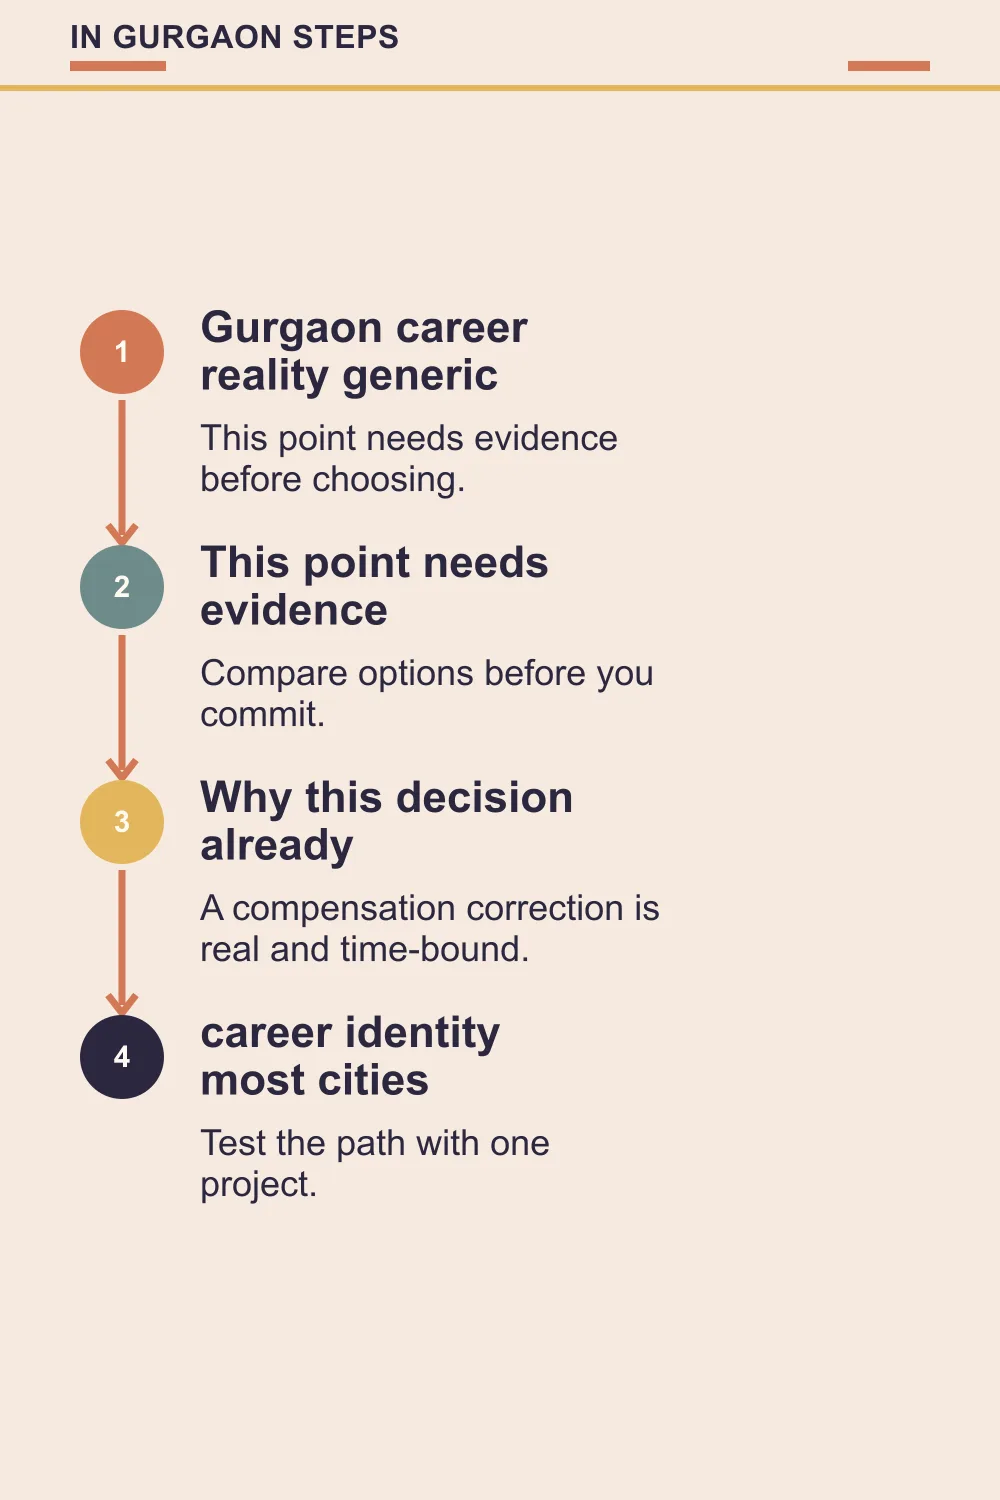 IN GURGAON STEPS
1
Gurgaon career
reality generic
This point needs evidence
before choosing.
2
This point needs
evidence
Compare options before you
commit.
3
Why this decision
already
A compensation correction is
real and time-bound.
4
career identity
most cities
Test the path with one
project.